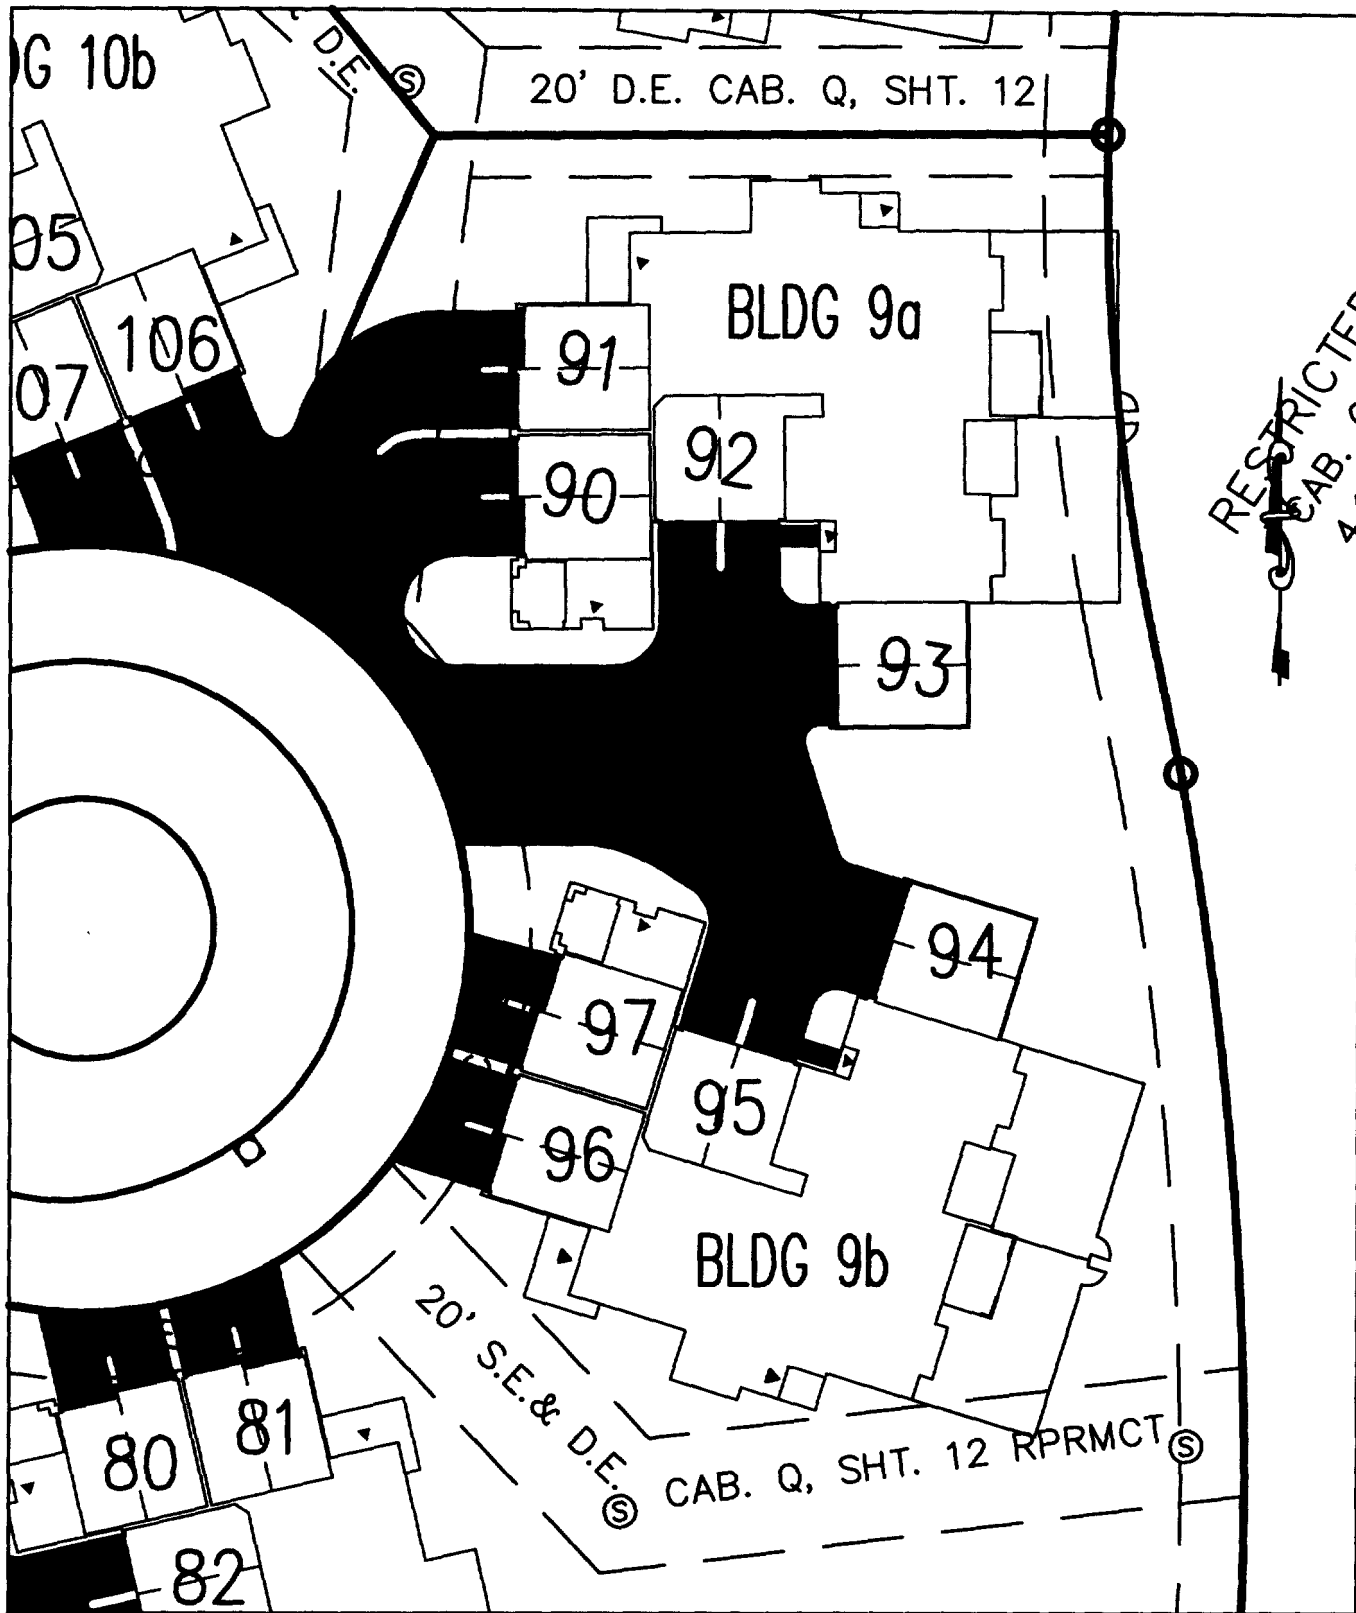 G 10b
D.E.
S
20' D.E. CAB. Q, SHT. 12
05
106
07
BLDG 9a
91
92
90
93
RESTRICTED
CAB.
94
97
95
96
BLDG 9b
20' S.E.& D.E.
S
CAB. Q, SHT. 12 RPRMCT
S
81
80
82